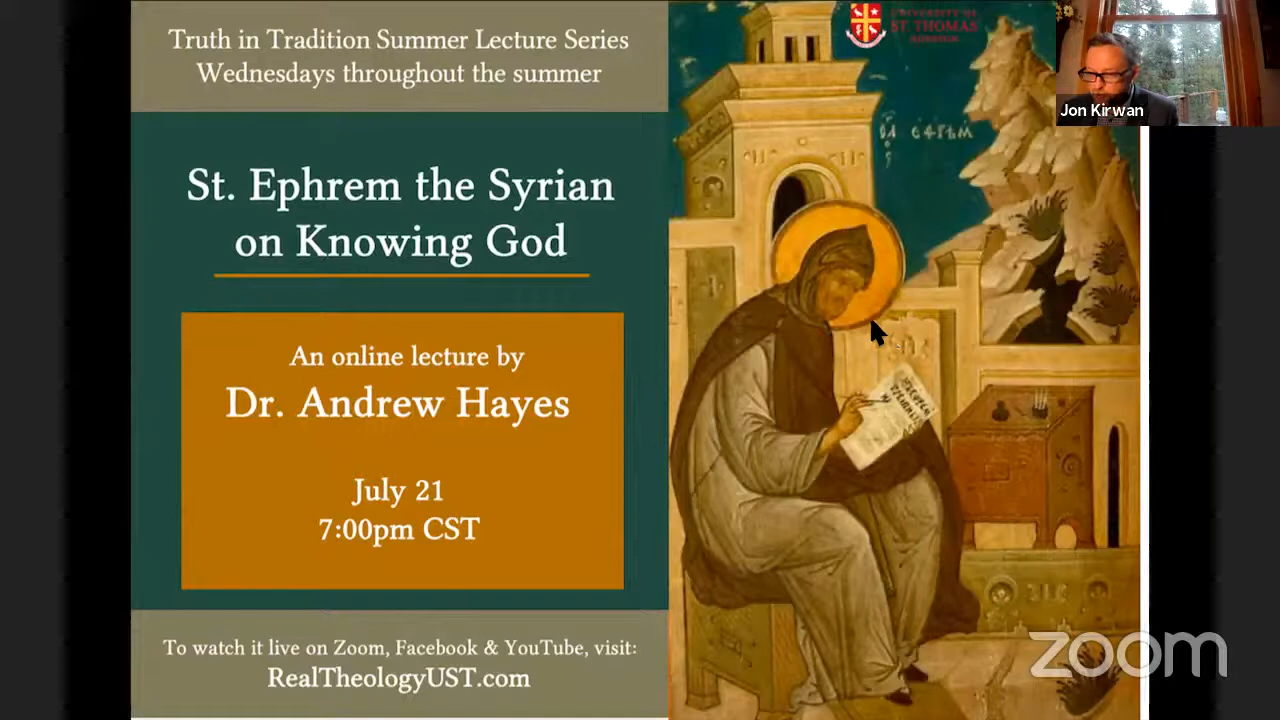 Truth in Tradition Summer Lecture Series
Wednesdays throughout the summer
St. Ephrem the Syrian
on Knowing God
An online lecture by
Dr. Andrew Hayes
July 21
7:00pm CST
To watch it live on Zoom, Facebook & YouTube, visit:
RealTheologyUST.com
UNIVERSITY OF
ST. THOMAS
Jon Kirwan
zoom